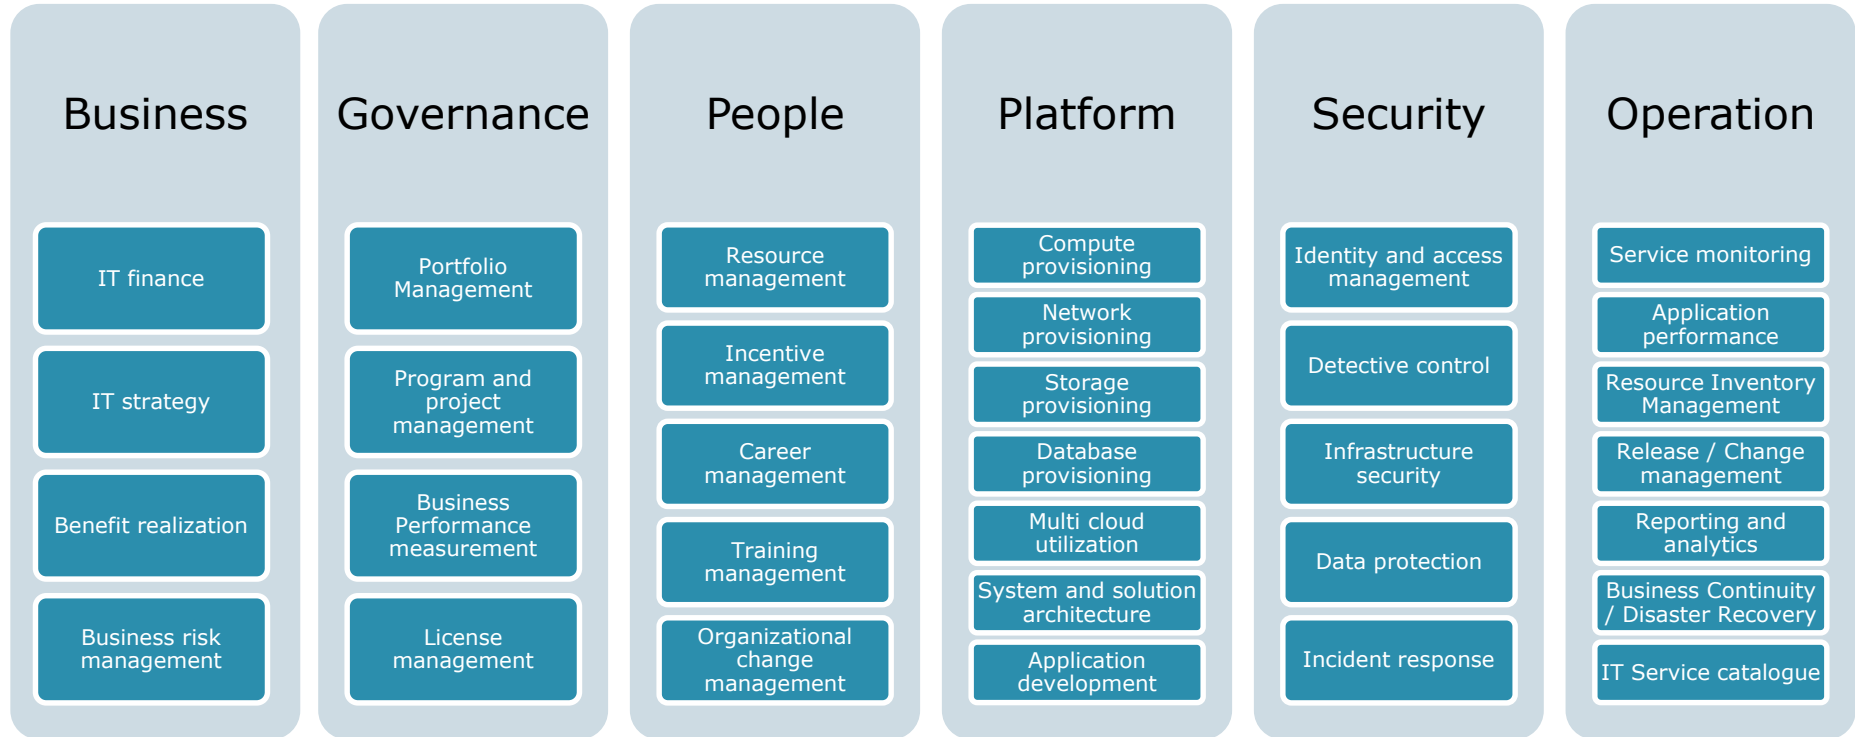 Business
IT finance
IT strategy
Benefit realization
Business risk
management
Governance
Portfolio
Management
Program and
project
management
Business
Performance
measurement
License
management
People
Resource
management
Incentive
management
Career
management
Training
management
Organizational
change
management
Platform
Compute
provisioning
Network
provisioning
Storage
provisioning
Database
provisioning
Multi cloud
utilization
System and solution
architecture
Application
development
Security
Identity and access
management
Detective control
Infrastructure
security
Data protection
Incident response
Operation
Service monitoring
Application
performance
Resource Inventory
Management
Release / Change
management
Reporting and
analytics
Business Continuity
/ Disaster Recovery
IT Service catalogue